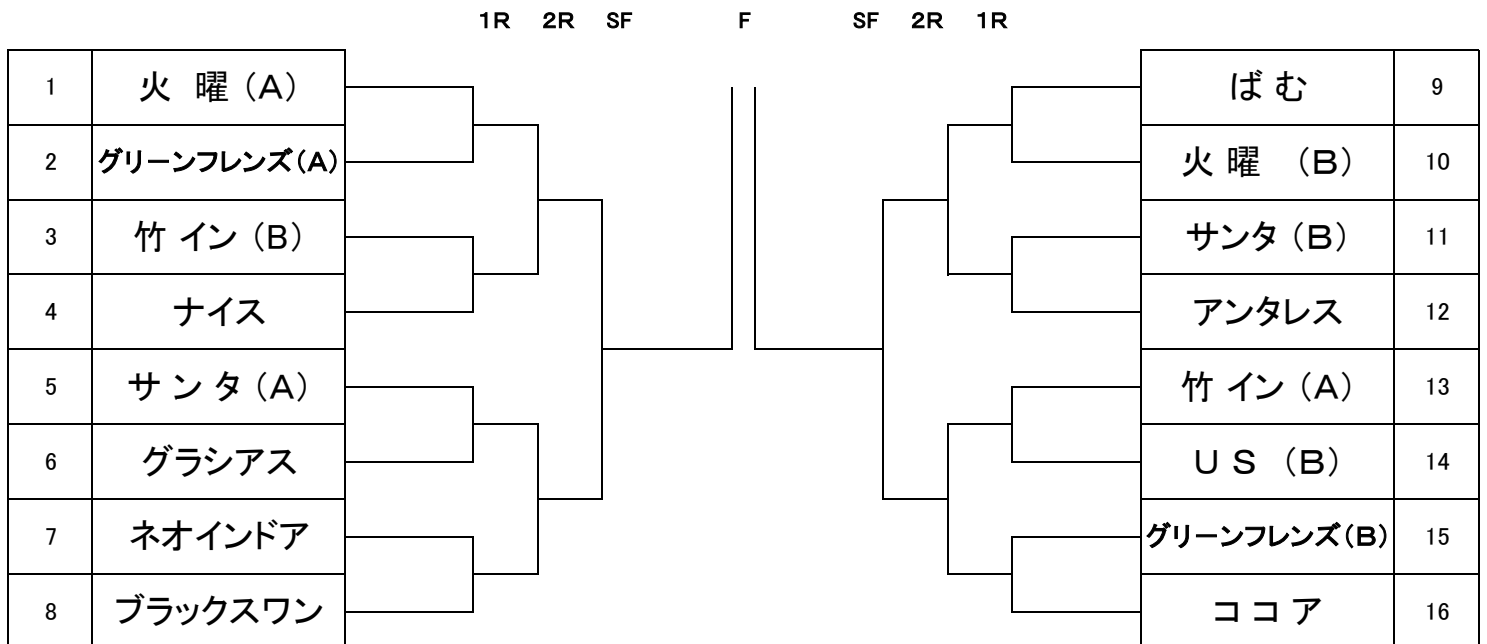 1R 2R SF F SF 2R 1R
1 火 曜（A） ば む 9
2 グリーンフレンズ（A） 火 曜 （B） 10
3 竹 イン（B） サンタ（B） 11
4 ナイス アンタレス 12
5 サ ン タ（A） 竹 イン（A） 13
6 グラシアス U S （B） 14
7 ネオインドア グリーンフレンズ（B） 15
8 ブラックスワン コ コ ア 16